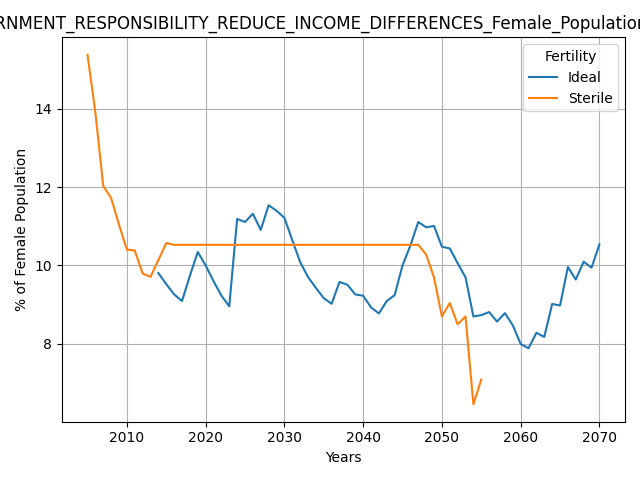 RNMENT_RESPONSIBILITY_REDUCE_INCOME_DIFFERENCES_Female_Population
Fertility
Ideal
Sterile
14
12
10
8
% of Female Population
2010 2020 2030 2040 2050 2060 2070
Years